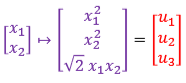 [x₁ x₂] ↦ [x₁² x₂² √2 x₁x₂] = [u₁ u₂ u₃]